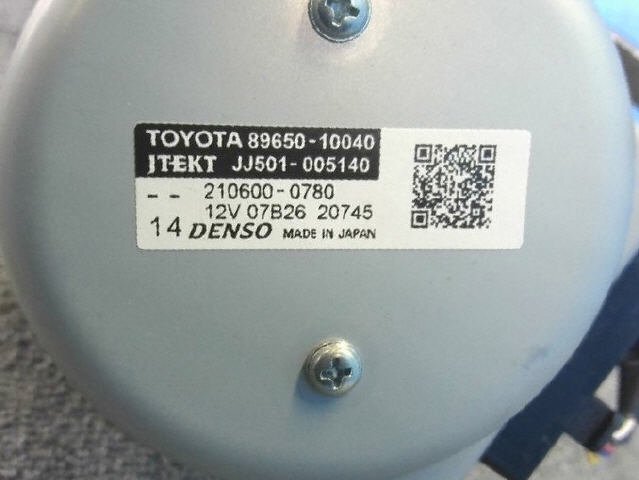 TOYOTA 89650-10040
JTEKT JJ501-005140
-- 210600-0780
12V 07B26 20745
14 DENSO MADE IN JAPAN